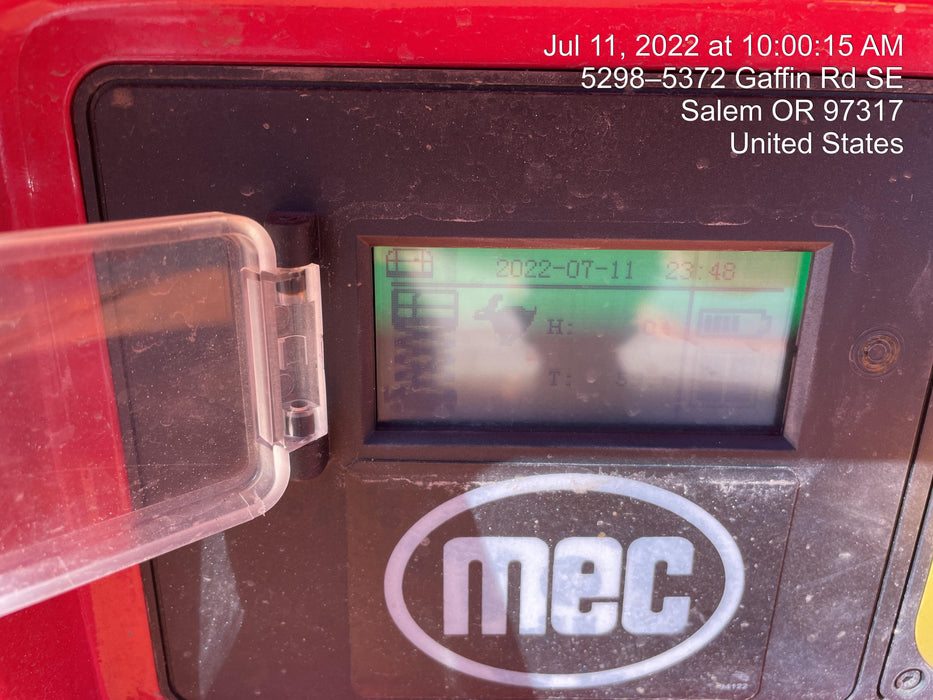 Jul 11, 2022 at 10:00:15 AM
5298–5372 Gaffin Rd SE
Salem OR 97317
United States
2022-07-11 23:48
H:
T:
mec